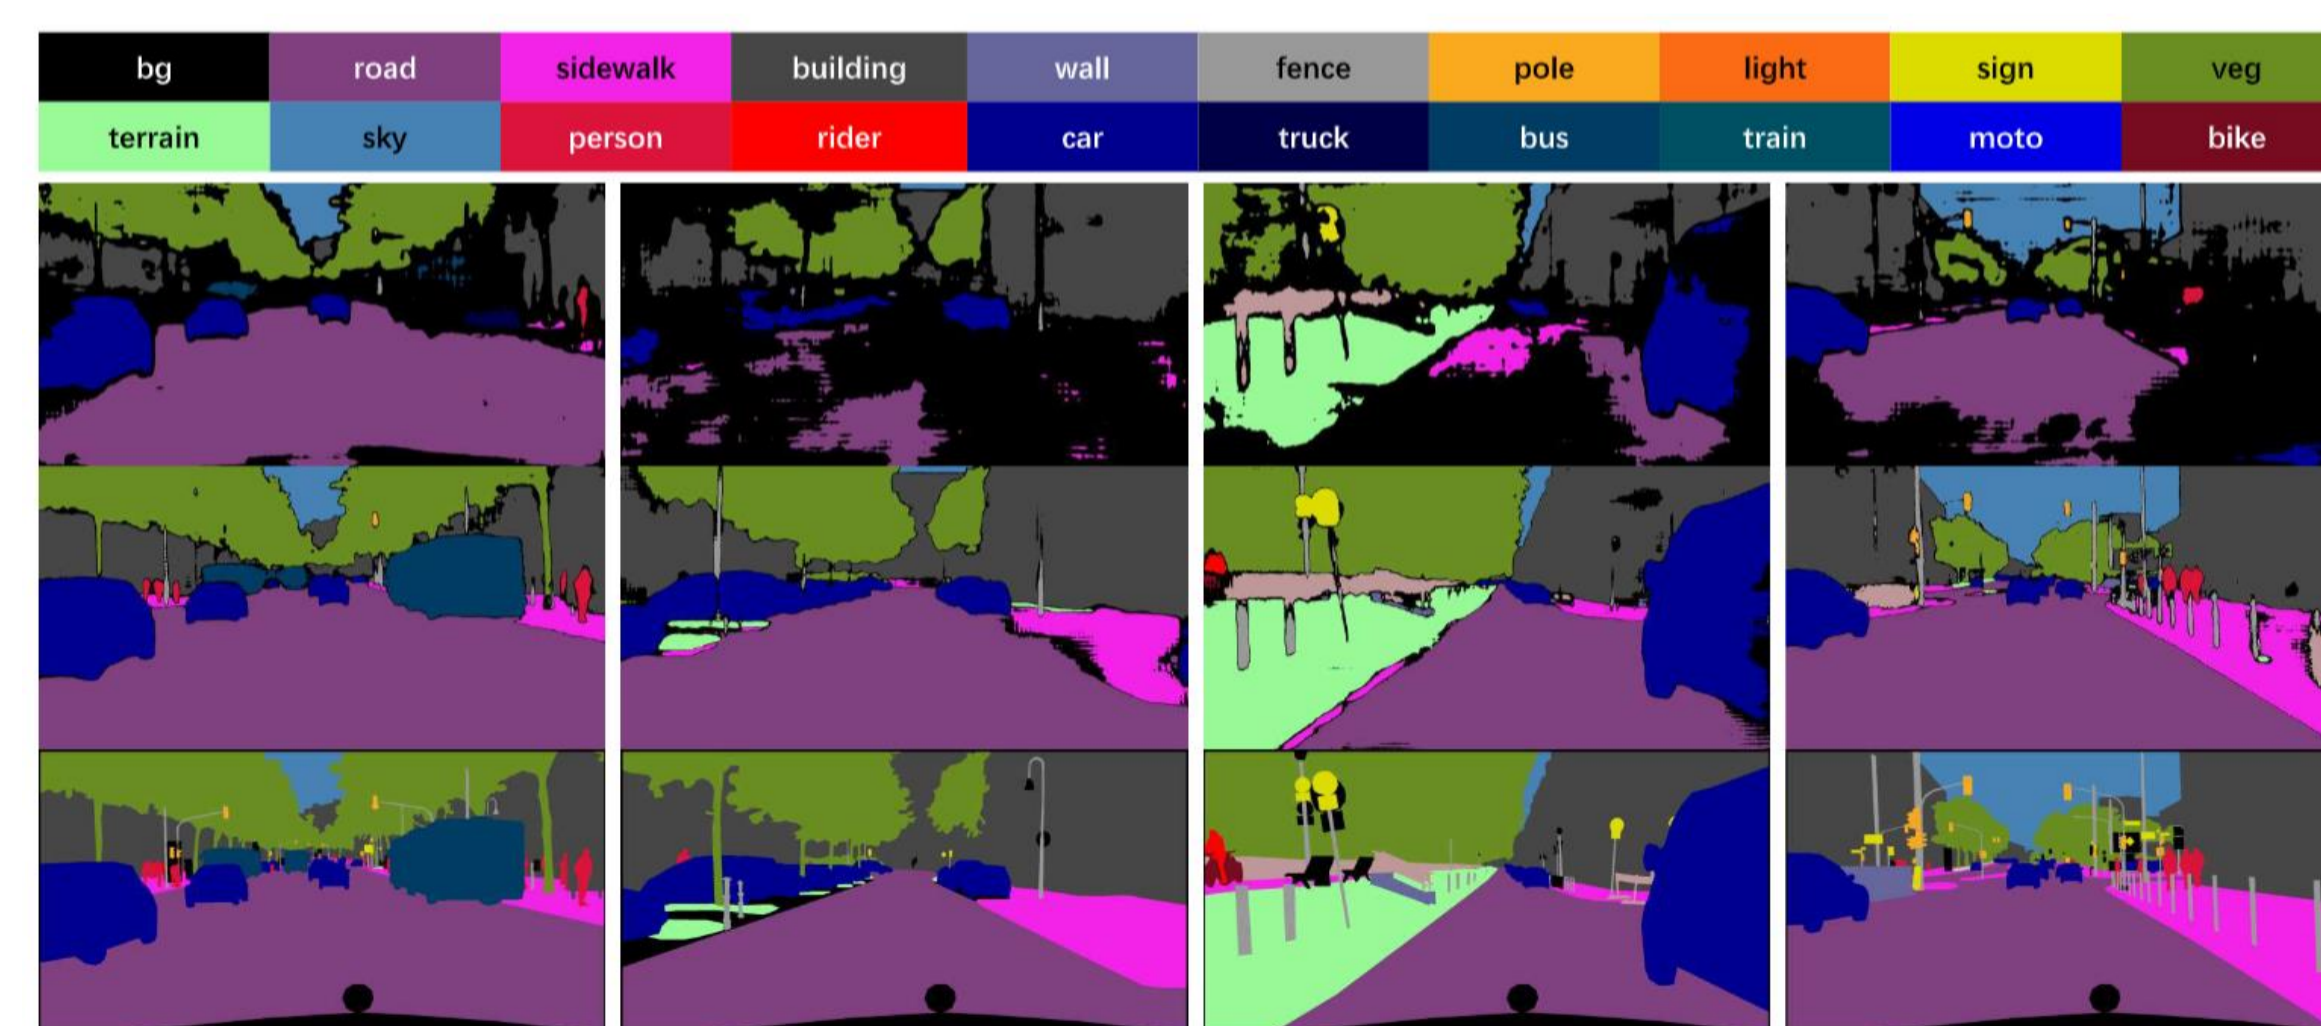 bg road sidewalk building wall fence pole light sign veg
terrain sky person rider car truck bus train moto bike